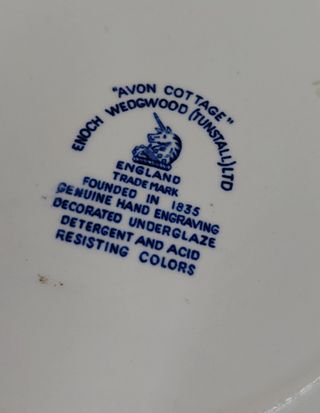 "AVON COTTAGE"
ENOCH WEDGWOOD (TUNSTALL) LTD
ENGLAND
TRADE MARK
FOUNDED IN 1835
GENUINE HAND ENGRAVING
DECORATED UNDERGLAZE
DETERGENT AND ACID
RESISTING COLORS